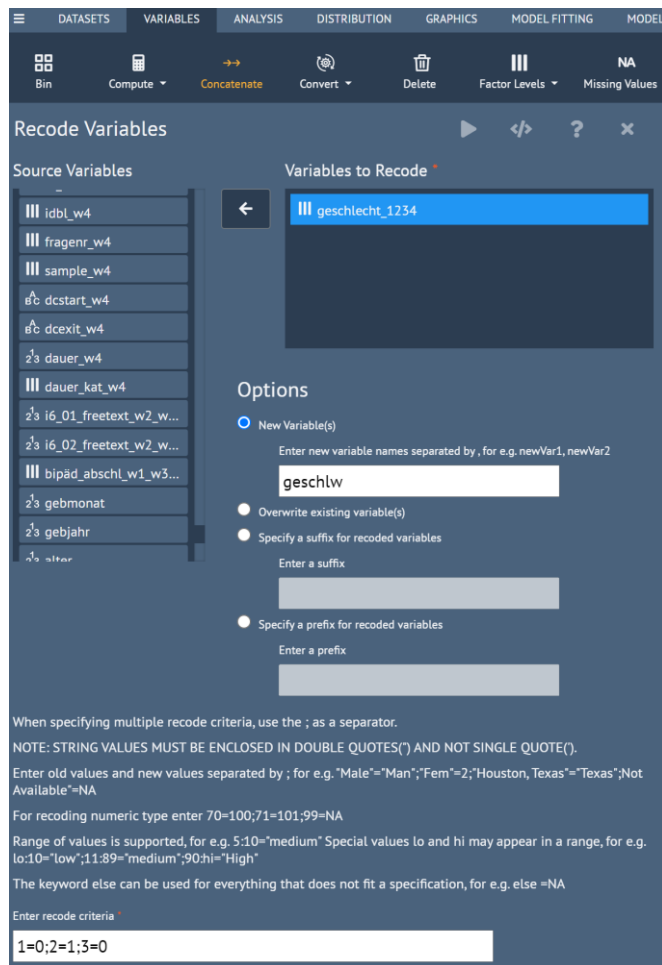 DATASETS VARIABLES ANALYSIS DISTRIBUTION GRAPHICS MODEL FITTING MODEL
NA
Bin Compute Concatenate Convert Delete Factor Levels Missing Values
Recode Variables </> ?
Source Variables
idbl_w4
fragenr_w4
sample_w4
dcstart_w4
dcexit_w4
dauer_w4
dauer_kat_w4
i6_01_freetext_w2_w...
i6_02_freetext_w2_w...
bipäd_abschl_w1_w3...
gebmonat
gebjahr
alter
Variables to Recode *
geschlecht_1234
Options
New Variable(s)
Enter new variable names separated by , for e.g. newVar1, newVar2
geschlw
Overwrite existing variable(s)
Specify a suffix for recoded variables
Enter a suffix
Specify a prefix for recoded variables
Enter a prefix
When specifying multiple recode criteria, use the ; as a separator.
NOTE: STRING VALUES MUST BE ENCLOSED IN DOUBLE QUOTES(") AND NOT SINGLE QUOTE(').
Enter old values and new values separated by ; for e.g. "Male"="Man";"Fem"=2;"Houston, Texas"="Texas";Not
Available"=NA
For recoding numeric type enter 70=100;71=101;99=NA
Range of values is supported, for e.g. 5:10="medium" Special values lo and hi may appear in a range, for e.g.
lo:10="low";11:89="medium";90:hi="High"
The keyword else can be used for everything that does not fit a specification, for e.g. else =NA
Enter recode criteria *
1=0;2=1;3=0